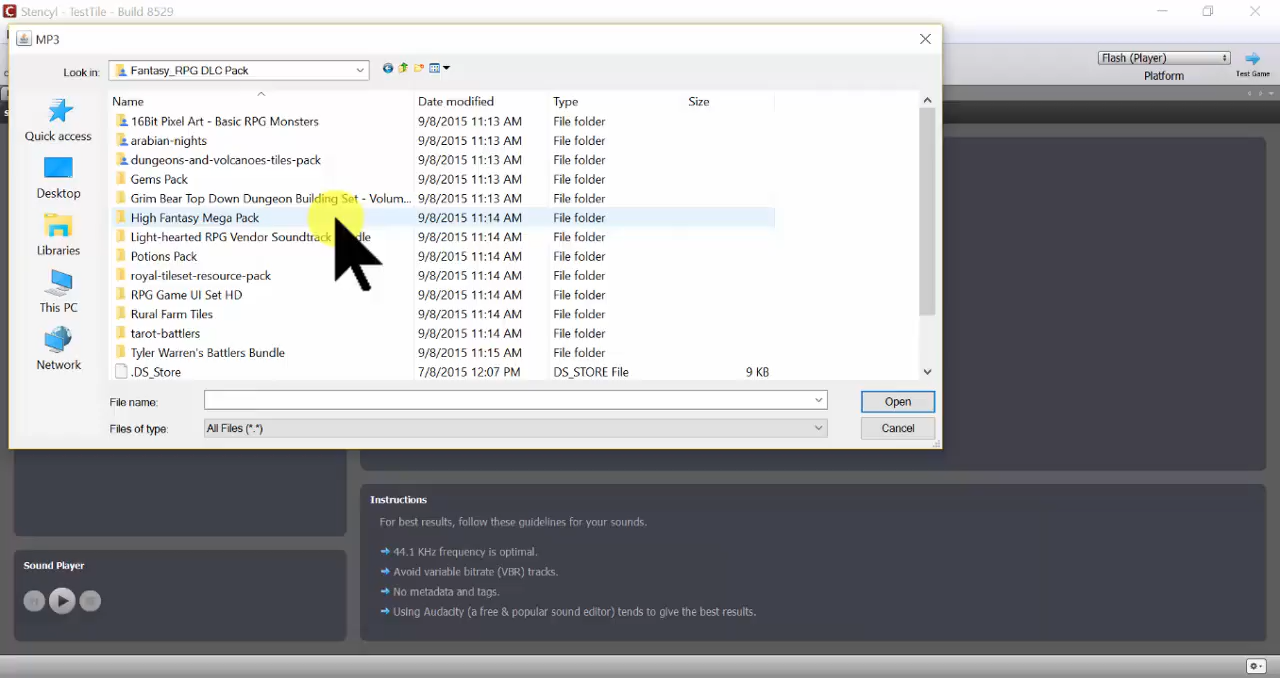 Stencyl - TestTile - Build 8529
MP3
Look in: Fantasy_RPG DLC Pack
Flash (Player)
Platform
Test Game
Quick access
Desktop
Libraries
This PC
Network
Name Date modified Type Size
16Bit Pixel Art - Basic RPG Monsters 9/8/2015 11:13 AM File folder
arabian-nights 9/8/2015 11:13 AM File folder
dungeons-and-volcanoes-tiles-pack 9/8/2015 11:13 AM File folder
Gems Pack 9/8/2015 11:13 AM File folder
Grim Bear Top Down Dungeon Building Set - Volum... 9/8/2015 11:13 AM File folder
High Fantasy Mega Pack 9/8/2015 11:14 AM File folder
Light-hearted RPG Vendor Soundtrack 9/8/2015 11:14 AM File folder
Potions Pack 9/8/2015 11:14 AM File folder
royal-tileset-resource-pack 9/8/2015 11:14 AM File folder
RPG Game UI Set HD 9/8/2015 11:14 AM File folder
Rural Farm Tiles 9/8/2015 11:14 AM File folder
tarot-battlers 9/8/2015 11:14 AM File folder
Tyler Warren's Battlers Bundle 9/8/2015 11:15 AM File folder
.DS_Store 7/8/2015 12:07 PM DS_STORE File 9 KB
File name:
Open
Files of type: All Files (*.*)
Cancel
Instructions
For best results, follow these guidelines for your sounds.
44.1 KHz frequency is optimal.
Avoid variable bitrate (VBR) tracks.
No metadata and tags.
Using Audacity (a free & popular sound editor) tends to give the best results.
Sound Player